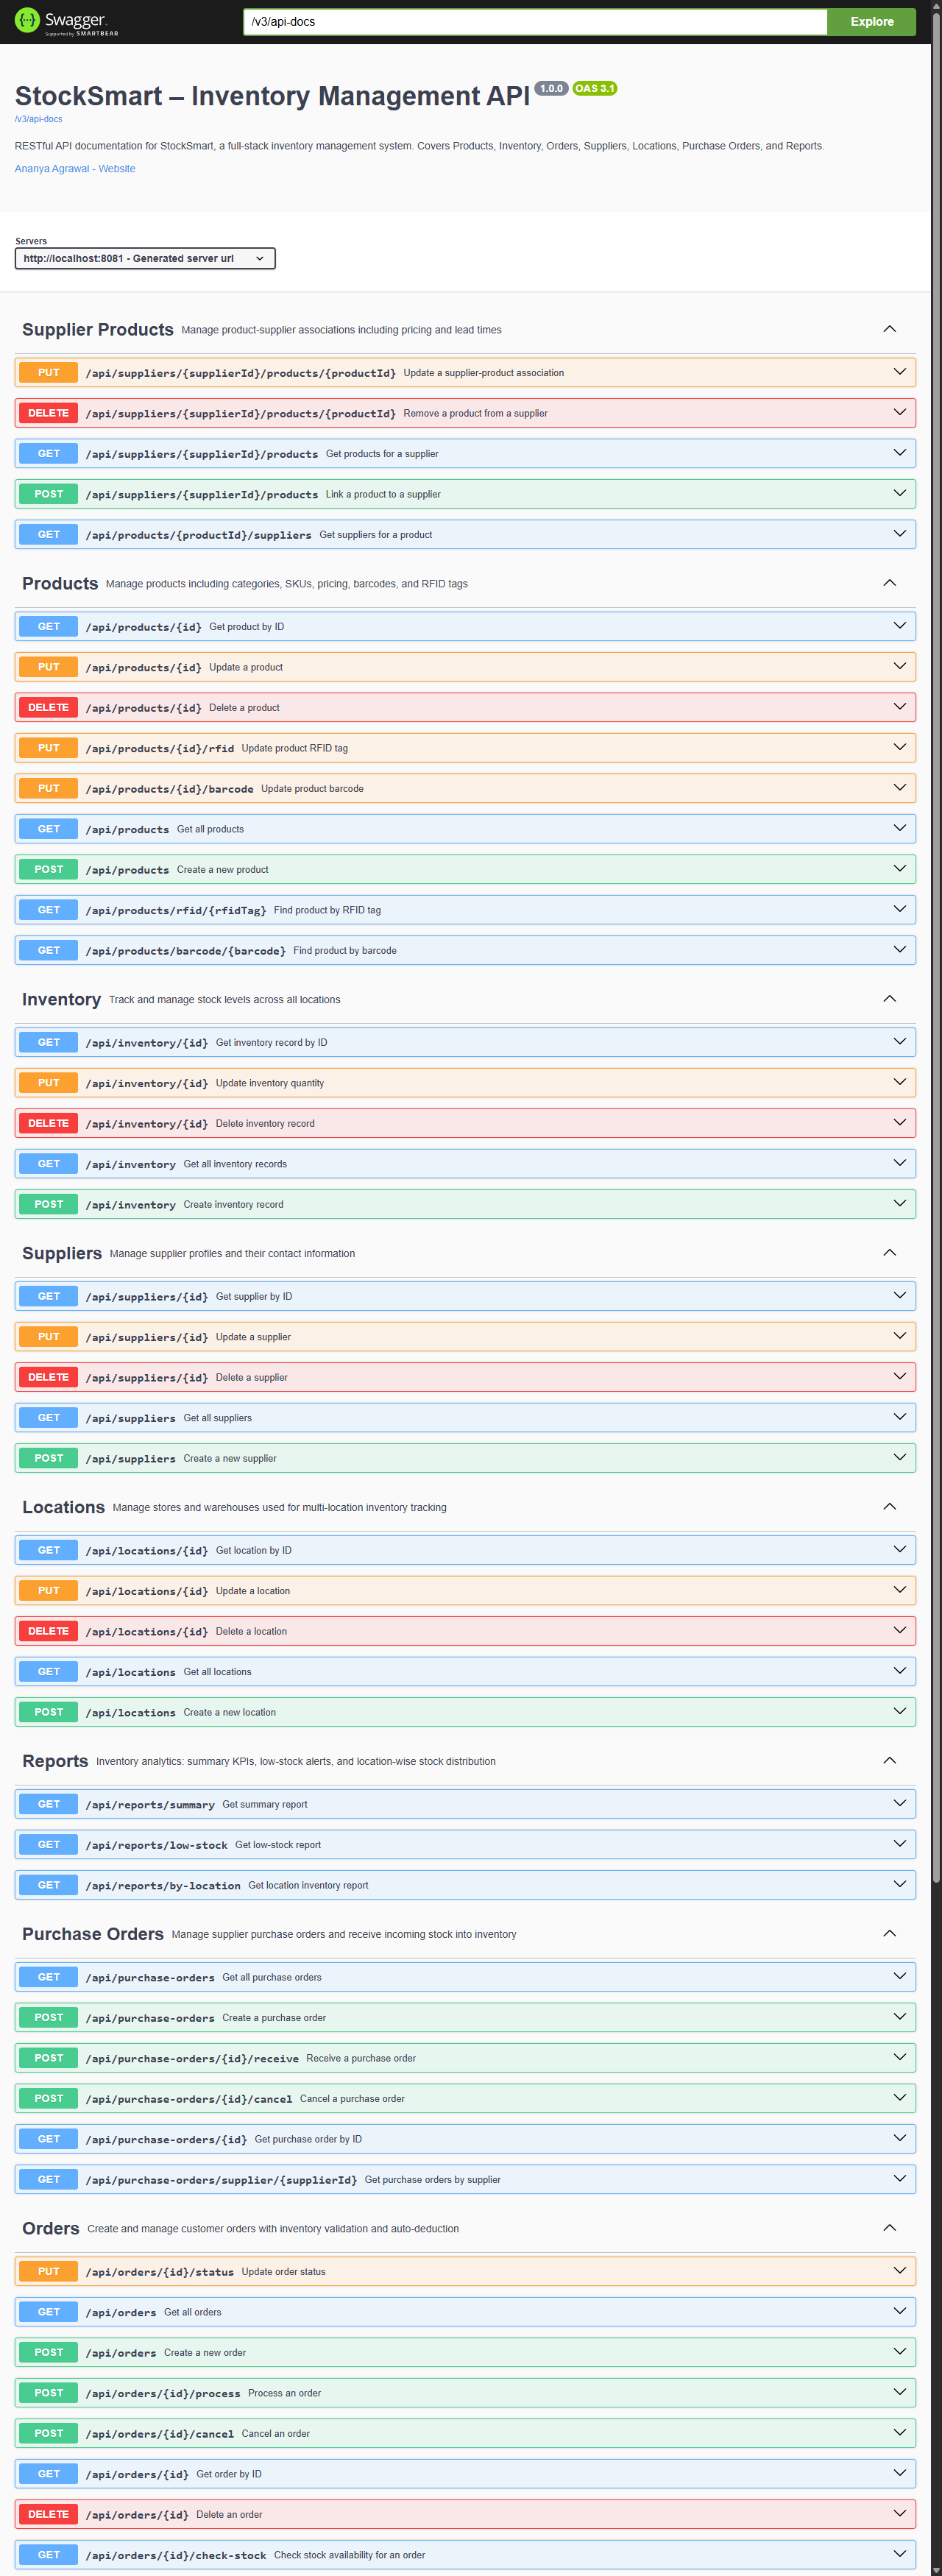 Swagger.
Supported by SMARTBEAR
/v3/api-docs
Explore
StockSmart – Inventory Management API 1.0.0 OAS 3.1
/v3/api-docs
RESTful API documentation for StockSmart, a full-stack inventory management system. Covers Products, Inventory, Orders, Suppliers, Locations, Purchase Orders, and Reports.
Ananya Agrawal - Website
Servers
http://localhost:8081 - Generated server url
Supplier Products Manage product-supplier associations including pricing and lead times
PUT /api/suppliers/{supplierId}/products/{productId} Update a supplier-product association
DELETE /api/suppliers/{supplierId}/products/{productId} Remove a product from a supplier
GET /api/suppliers/{supplierId}/products Get products for a supplier
POST /api/suppliers/{supplierId}/products Link a product to a supplier
GET /api/products/{productId}/suppliers Get suppliers for a product
Products Manage products including categories, SKUs, pricing, barcodes, and RFID tags
GET /api/products/{id} Get product by ID
PUT /api/products/{id} Update a product
DELETE /api/products/{id} Delete a product
PUT /api/products/{id}/rfid Update product RFID tag
PUT /api/products/{id}/barcode Update product barcode
GET /api/products Get all products
POST /api/products Create a new product
GET /api/products/rfid/{rfidTag} Find product by RFID tag
GET /api/products/barcode/{barcode} Find product by barcode
Inventory Track and manage stock levels across all locations
GET /api/inventory/{id} Get inventory record by ID
PUT /api/inventory/{id} Update inventory quantity
DELETE /api/inventory/{id} Delete inventory record
GET /api/inventory Get all inventory records
POST /api/inventory Create inventory record
Suppliers Manage supplier profiles and their contact information
GET /api/suppliers/{id} Get supplier by ID
PUT /api/suppliers/{id} Update a supplier
DELETE /api/suppliers/{id} Delete a supplier
GET /api/suppliers Get all suppliers
POST /api/suppliers Create a new supplier
Locations Manage stores and warehouses used for multi-location inventory tracking
GET /api/locations/{id} Get location by ID
PUT /api/locations/{id} Update a location
DELETE /api/locations/{id} Delete a location
GET /api/locations Get all locations
POST /api/locations Create a new location
Reports Inventory analytics: summary KPIs, low-stock alerts, and location-wise stock distribution
GET /api/reports/summary Get summary report
GET /api/reports/low-stock Get low-stock report
GET /api/reports/by-location Get location inventory report
Purchase Orders Manage supplier purchase orders and receive incoming stock into inventory
GET /api/purchase-orders Get all purchase orders
POST /api/purchase-orders Create a purchase order
POST /api/purchase-orders/{id}/receive Receive a purchase order
POST /api/purchase-orders/{id}/cancel Cancel a purchase order
GET /api/purchase-orders/{id} Get purchase order by ID
GET /api/purchase-orders/supplier/{supplierId} Get purchase orders by supplier
Orders Create and manage customer orders with inventory validation and auto-deduction
PUT /api/orders/{id}/status Update order status
GET /api/orders Get all orders
POST /api/orders Create a new order
POST /api/orders/{id}/process Process an order
POST /api/orders/{id}/cancel Cancel an order
GET /api/orders/{id} Get order by ID
DELETE /api/orders/{id} Delete an order
GET /api/orders/{id}/check-stock Check stock availability for an order